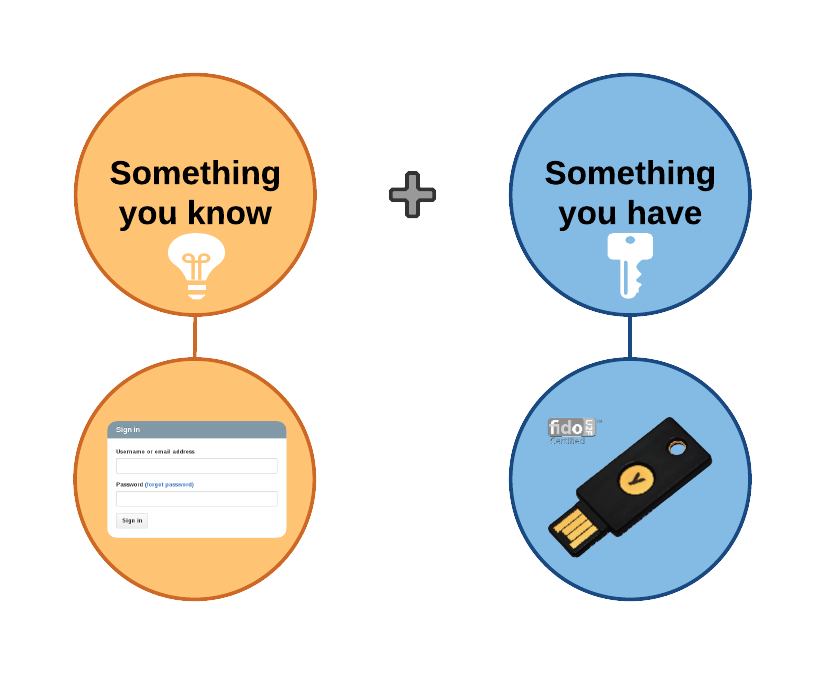 Something
you know
Something
you have
Sign in
Username or email address
Password (forgot password)
Sign in
fido U2F
Certified
Y